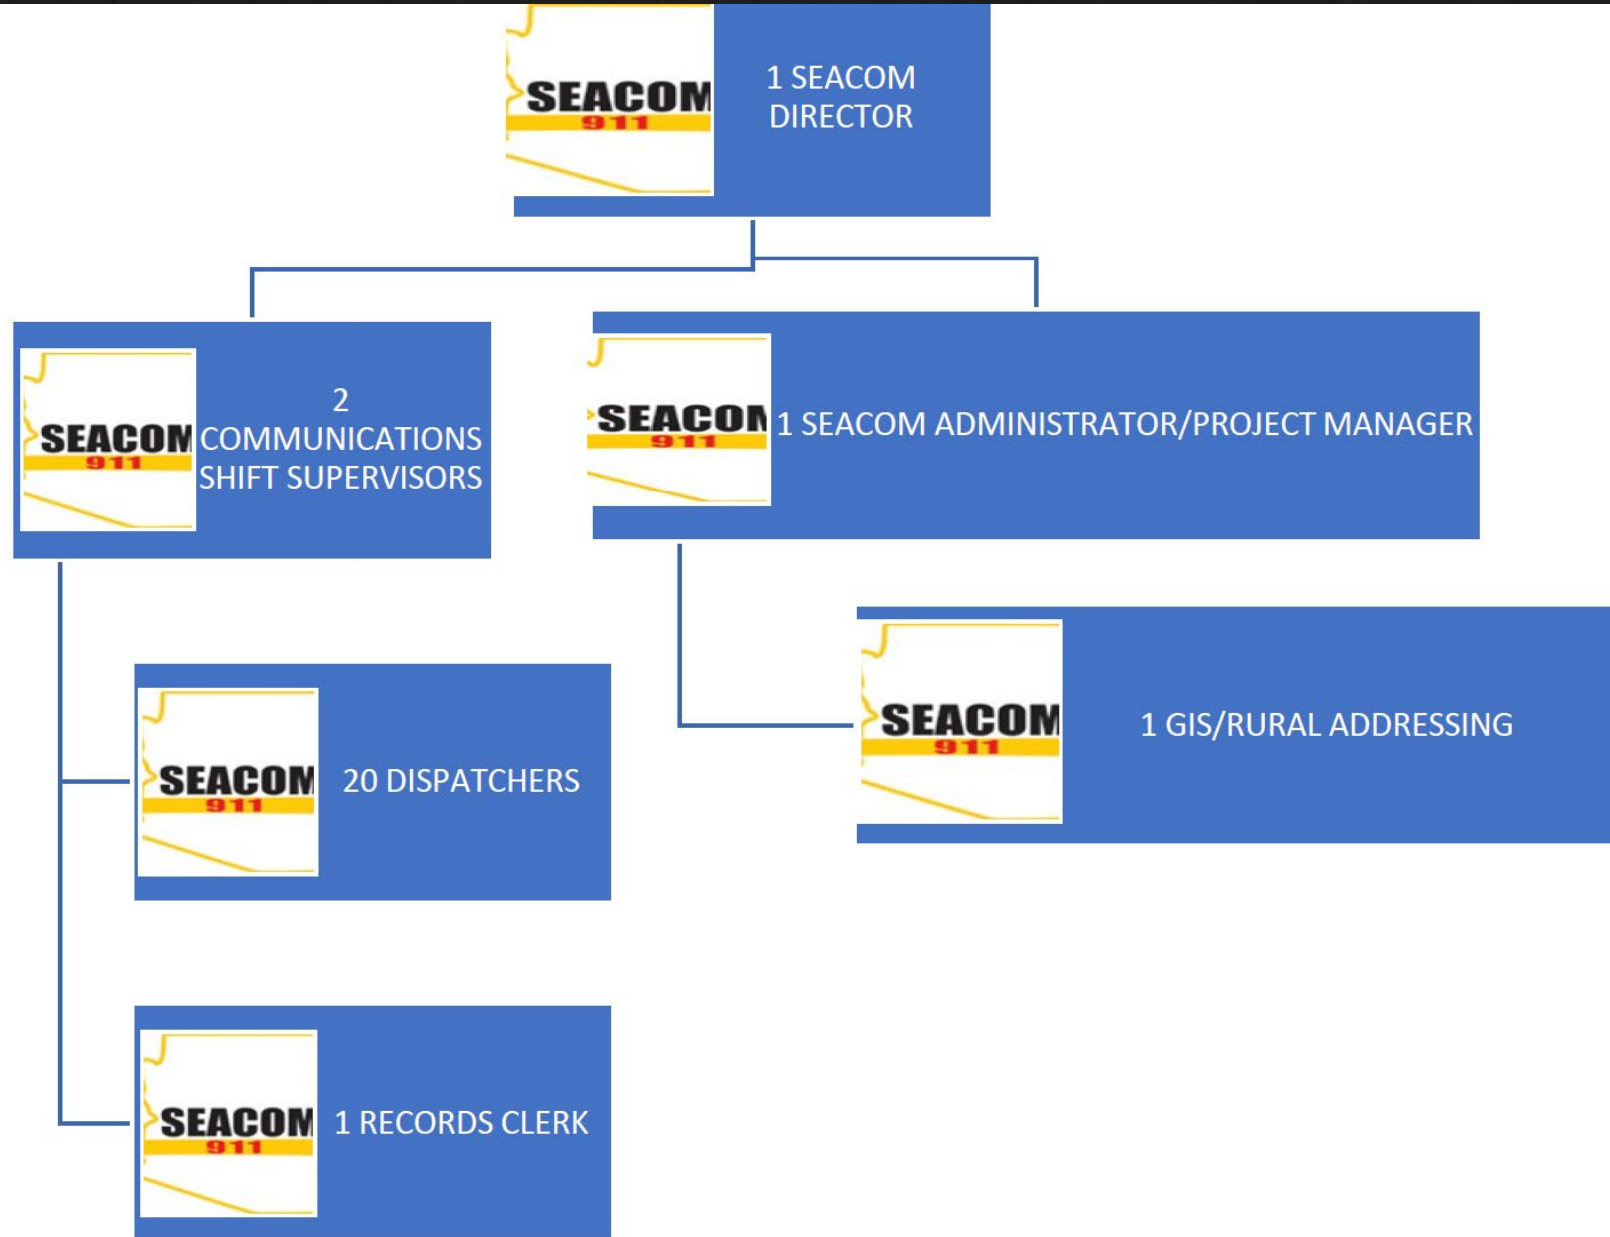 SEACOM
911
1 SEACOM
DIRECTOR
SEACOM
911
2
COMMUNICATIONS
SHIFT SUPERVISORS
SEACOM
911
1 SEACOM ADMINISTRATOR/PROJECT MANAGER
SEACOM
911
20 DISPATCHERS
SEACOM
911
1 GIS/RURAL ADDRESSING
SEACOM
911
1 RECORDS CLERK